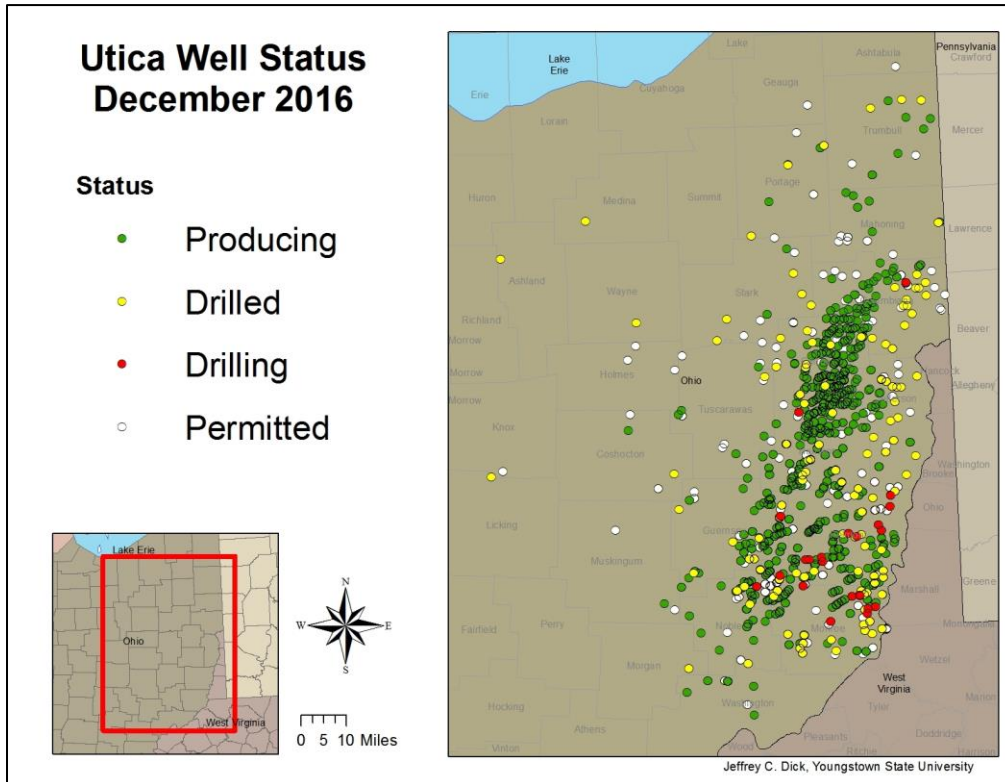 Utica Well Status
December 2016
Status
Producing
Drilled
Drilling
Permitted
Lake Erie
Ohio
West Virginia
N
W E
S
0 5 10 Miles
Lake
Ashtabula
Pennsylvania
Crawford
Lake
Erie
Geauga
Erie
Cuyahoga
Lorain
Trumbull
Mercer
Portage
Huron
Medina
Summit
Mahoning
Lawrence
Ashland
Wayne
Stark
Richland
Beaver
Morrow
Morrow
Holmes
Ohio
Allegheny
Morrow
Tuscarawas
Knox
Coshocton
Washington
Brooke
Licking
Ohio
Muskingum
Marshall
Greene
Fairfield
Perry
Wetzel
Morgan
West
Virginia
Marion
Hocking
Washington
Tyler
Athens
Pleasants
Doddridge
Vinton
Wood
Ritchie
Harrison
Jeffrey C. Dick, Youngstown State University